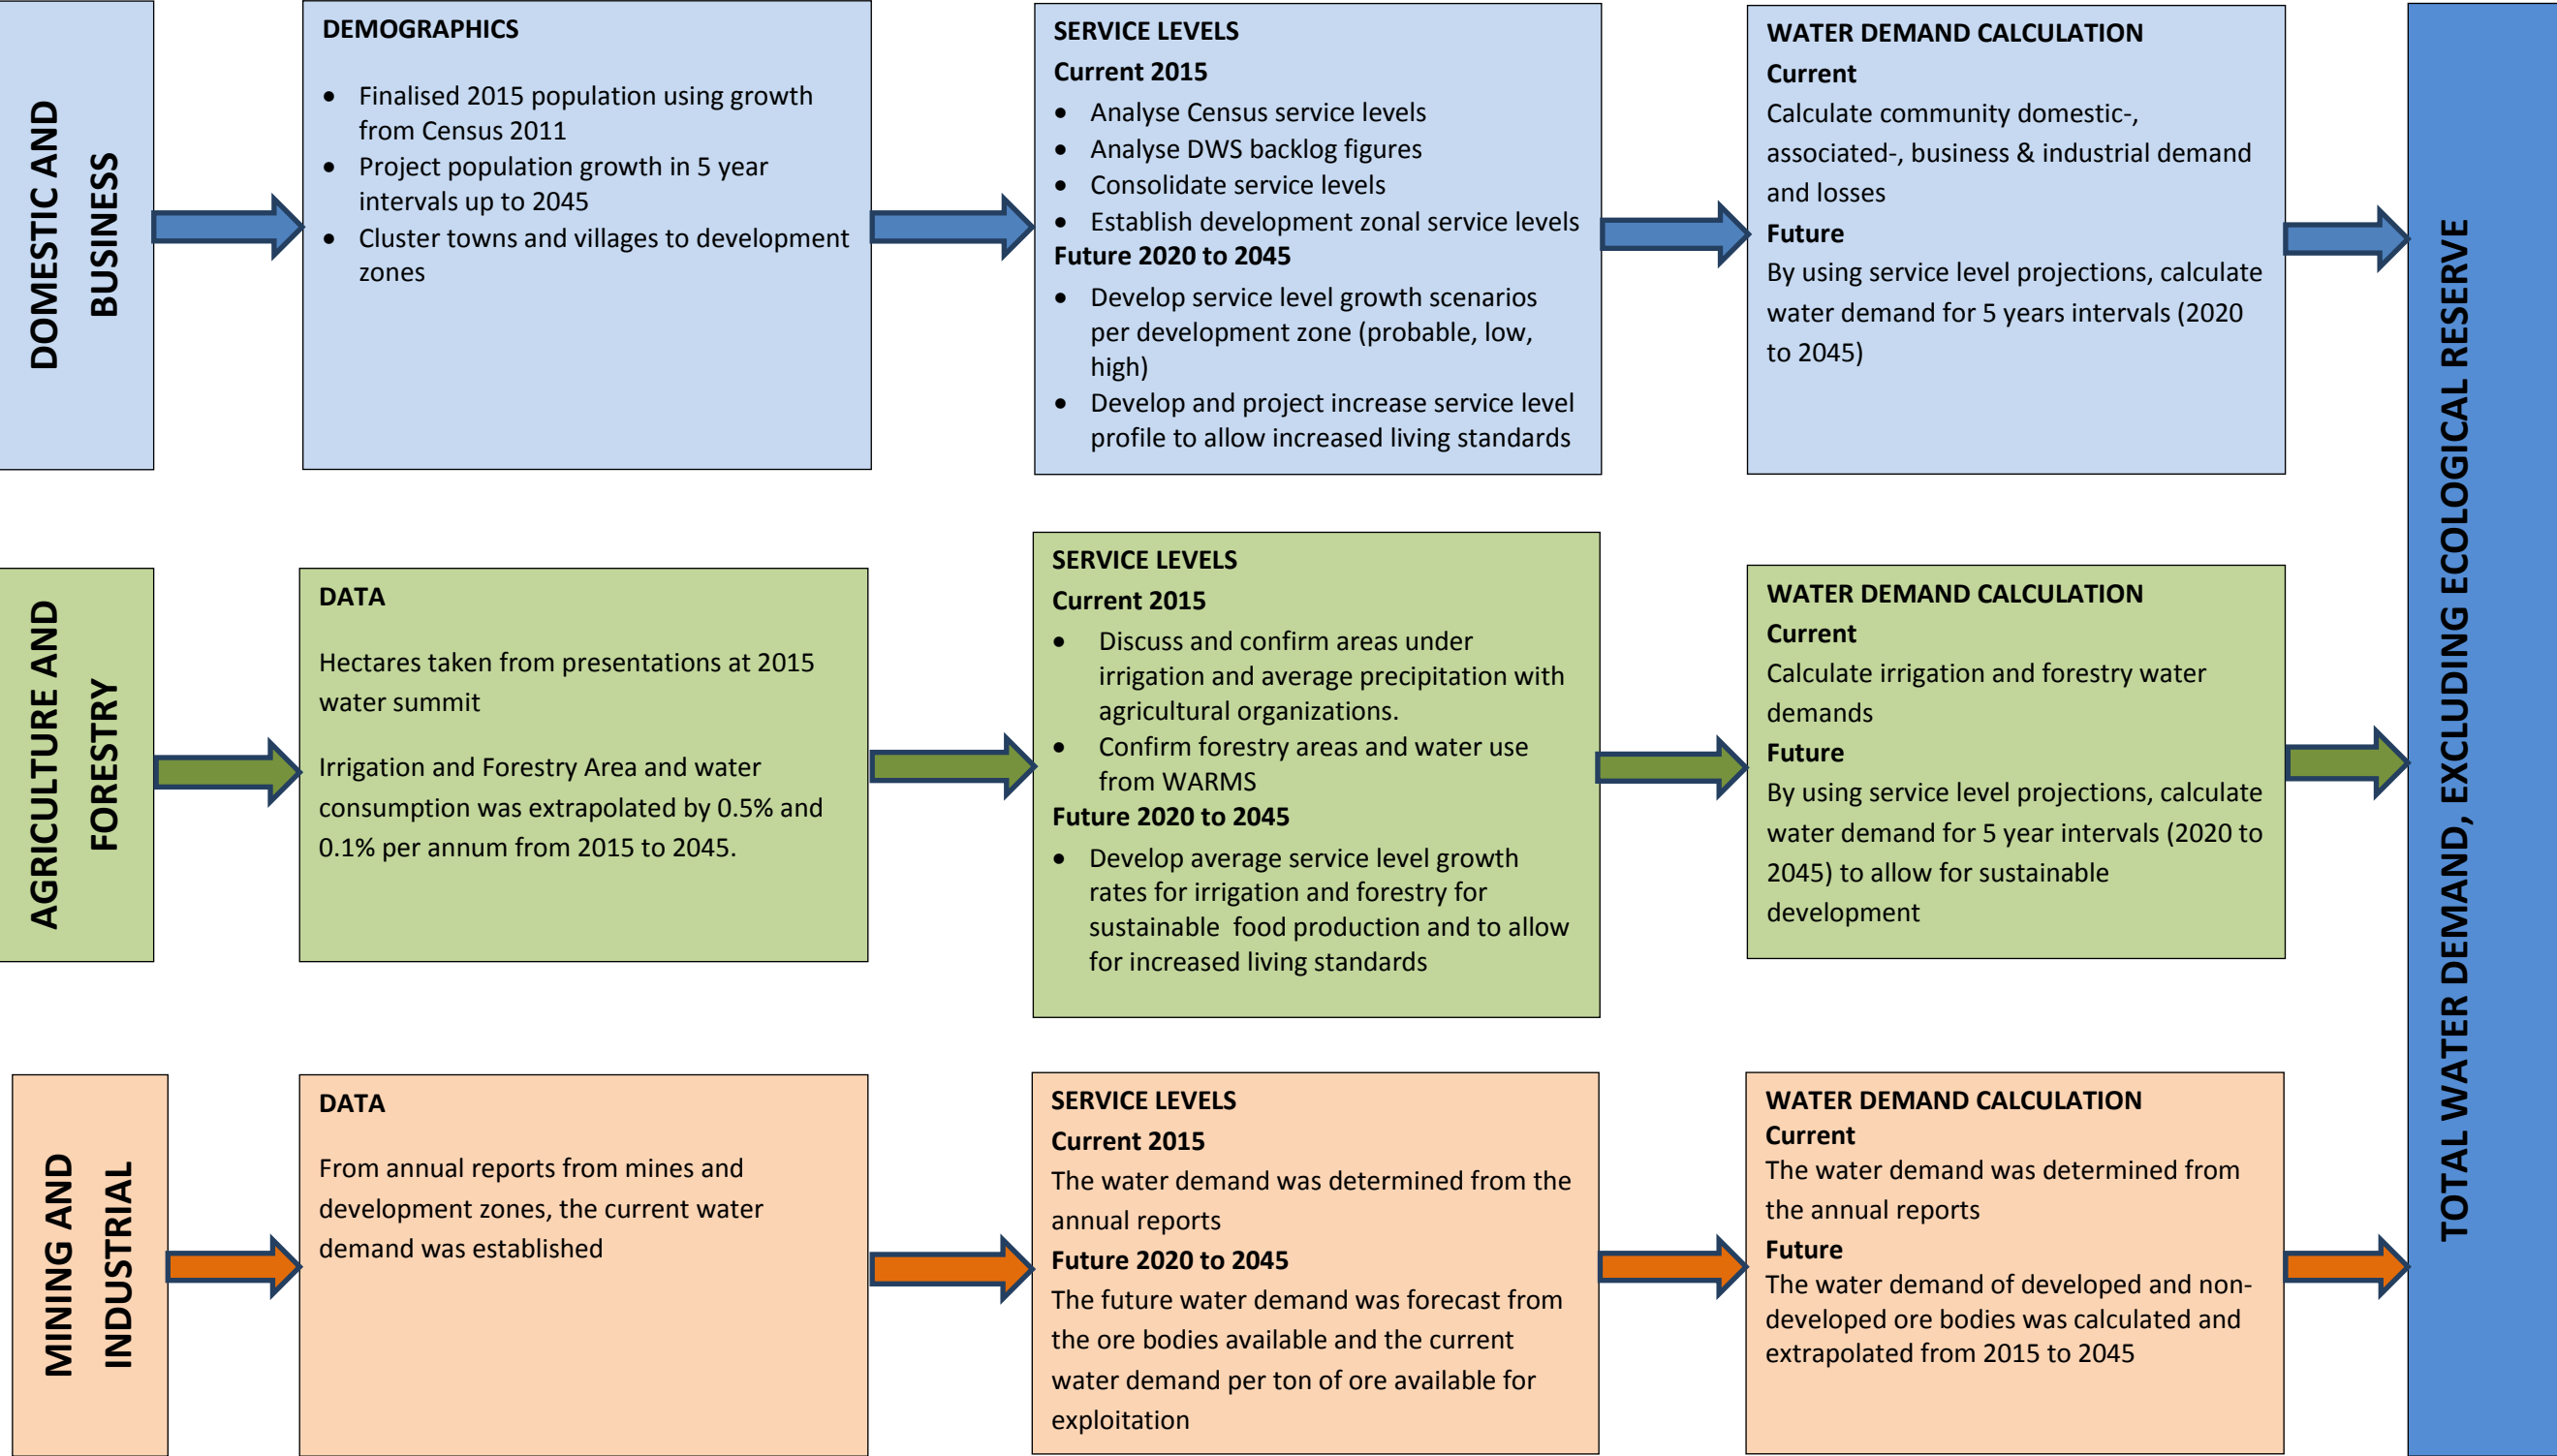 DOMESTIC AND
BUSINESS
DEMOGRAPHICS
• Finalised 2015 population using growth
from Census 2011
• Project population growth in 5 year
intervals up to 2045
• Cluster towns and villages to development
zones
SERVICE LEVELS
Current 2015
• Analyse Census service levels
• Analyse DWS backlog figures
• Consolidate service levels
• Establish development zonal service levels
Future 2020 to 2045
• Develop service level growth scenarios
per development zone (probable, low,
high)
• Develop and project increase service level
profile to allow increased living standards
WATER DEMAND CALCULATION
Current
Calculate community domestic-,
associated-, business & industrial demand
and losses
Future
By using service level projections, calculate
water demand for 5 years intervals (2020
to 2045)
AGRICULTURE AND
FORESTRY
DATA
Hectares taken from presentations at 2015
water summit
Irrigation and Forestry Area and water
consumption was extrapolated by 0.5% and
0.1% per annum from 2015 to 2045.
SERVICE LEVELS
Current 2015
• Discuss and confirm areas under
irrigation and average precipitation with
agricultural organizations.
• Confirm forestry areas and water use
from WARMS
Future 2020 to 2045
• Develop average service level growth
rates for irrigation and forestry for
sustainable food production and to allow
for increased living standards
WATER DEMAND CALCULATION
Current
Calculate irrigation and forestry water
demands
Future
By using service level projections, calculate
water demand for 5 year intervals (2020 to
2045) to allow for sustainable
development
MINING AND
INDUSTRIAL
DATA
From annual reports from mines and
development zones, the current water
demand was established
SERVICE LEVELS
Current 2015
The water demand was determined from the
annual reports
Future 2020 to 2045
The future water demand was forecast from
the ore bodies available and the current
water demand per ton of ore available for
exploitation
WATER DEMAND CALCULATION
Current
The water demand was determined from
the annual reports
Future
The water demand of developed and non-
developed ore bodies was calculated and
extrapolated from 2015 to 2045
TOTAL WATER DEMAND, EXCLUDING ECOLOGICAL RESERVE